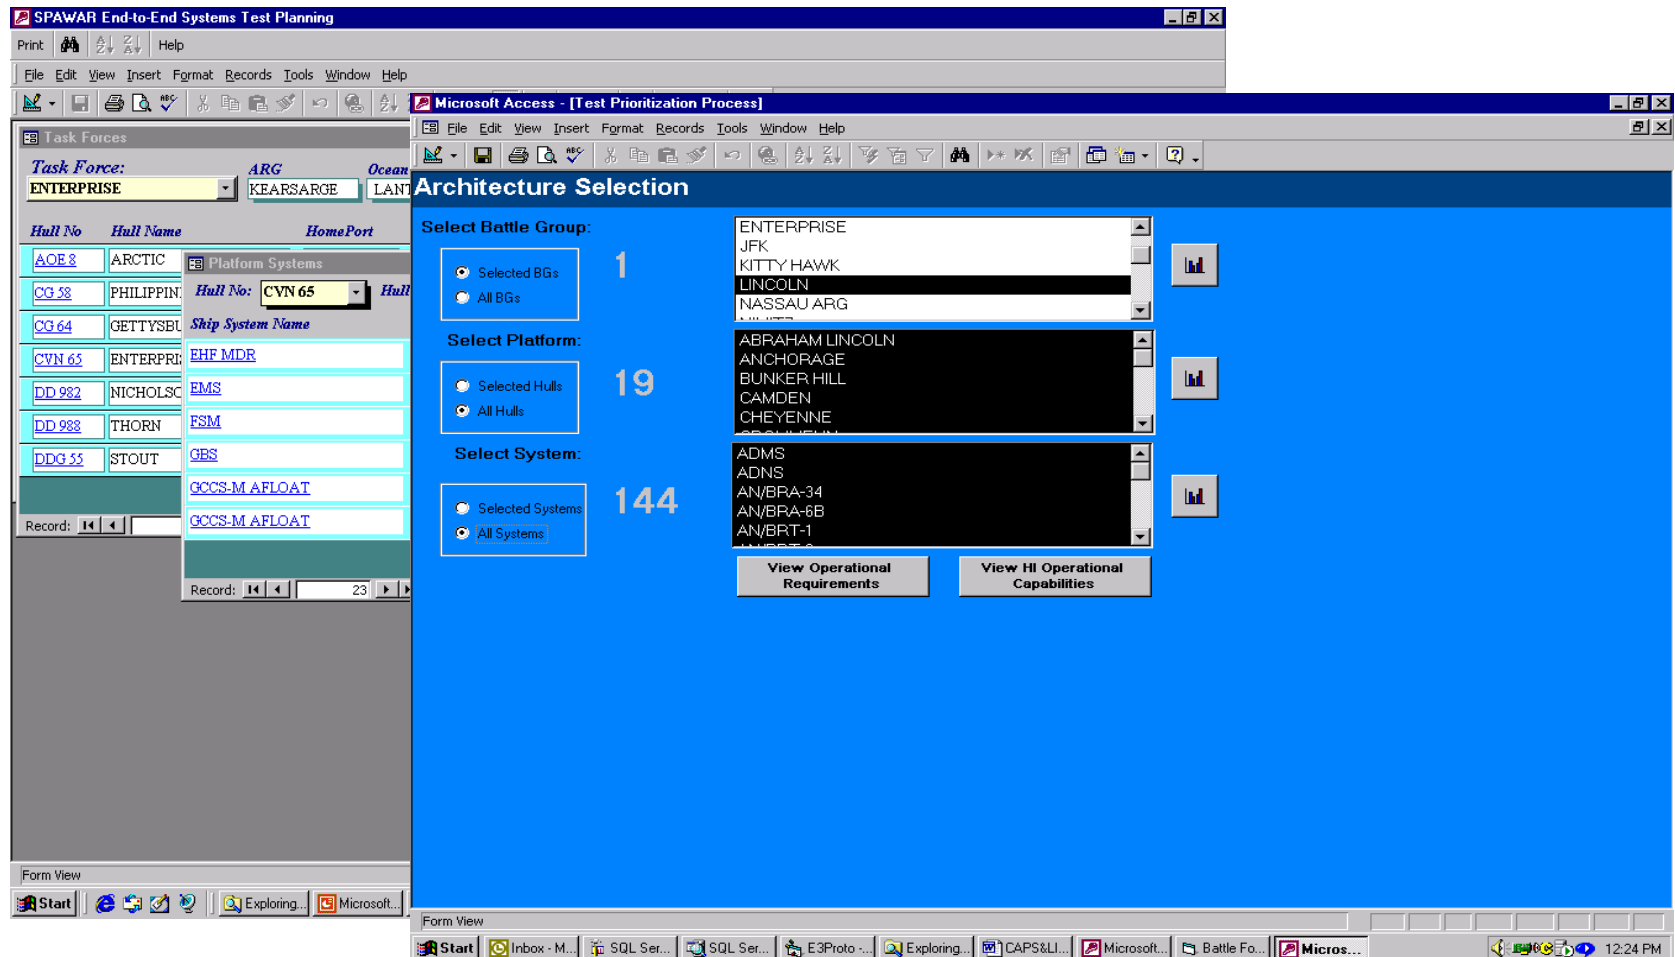 SPAWAR End-to-End Systems Test Planning
Print Help
File Edit View Insert Format Records Tools Window Help
Task Forces
Task Force: ARG Ocean
ENTERPRISE KEARSARGE LANT
Hull No Hull Name HomePort
AOE 8 ARCTIC
CG 58 PHILIPPIN
CG 64 GETTYSBU
CVN 65 ENTERPRI
DD 982 NICHOLSO
DD 988 THORN
DDG 55 STOUT
Record:
Platform Systems
Hull No: CVN 65 Hull
Ship System Name
EHF MDR
EMS
FSM
GBS
GCCS-M AFLOAT
GCCS-M AFLOAT
Record: 23
Form View
Start Exploring... Microsoft...
Microsoft Access - [Test Prioritization Process]
File Edit View Insert Format Records Tools Window Help
Architecture Selection
Select Battle Group:
Selected BGs
All BGs
1
ENTERPRISE
JFK
KITTY HAWK
LINCOLN
NASSAU ARG
Select Platform:
Selected Hulls
All Hulls
19
ABRAHAM LINCOLN
ANCHORAGE
BUNKER HILL
CAMDEN
CHEYENNE
Select System:
Selected Systems
All Systems
144
ADMS
ADNS
AN/BRA-34
AN/BRA-6B
AN/BRT-1
View Operational Requirements
View HI Operational Capabilities
Form View
Start Inbox - M... SQL Ser... SQL Ser... E3Proto -... Exploring... CAPS&LI... Microsoft... Battle Fo... Micros... 12:24 PM